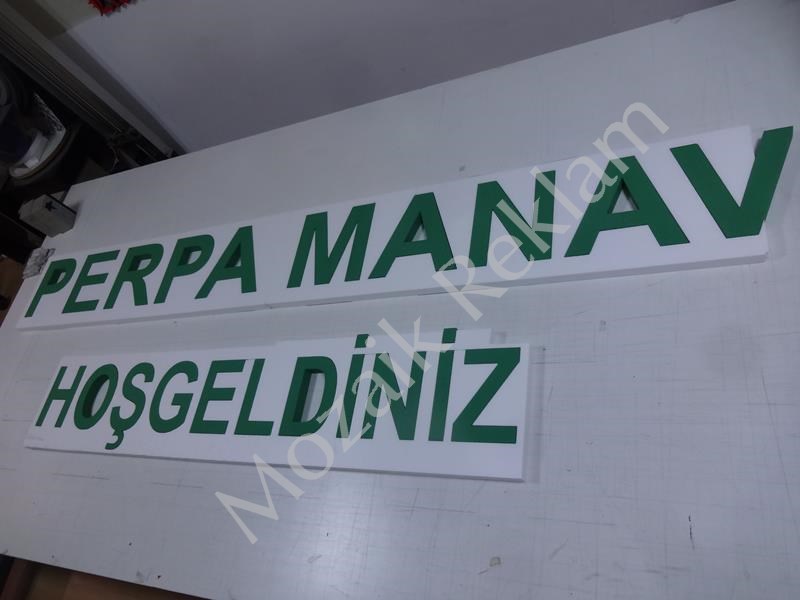 PERPA MANAV
HOŞGELDİNİZ
Mozaik Reklam